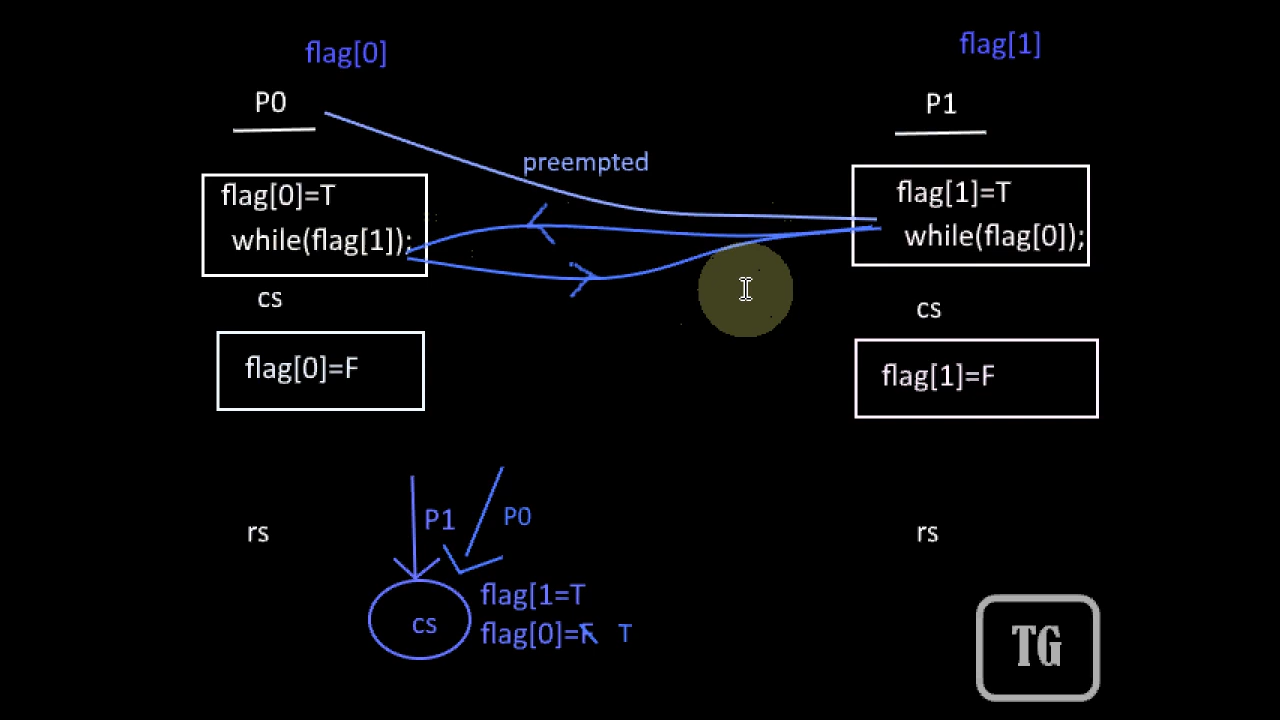 flag[0]
flag[1]
P0
P1
preempted
flag[0]=T
while(flag[1]);
flag[1]=T
while(flag[0]);
cs
cs
flag[0]=F
flag[1]=F
P1
P0
rs
rs
cs
flag[1=T
flag[0]=F T
TG